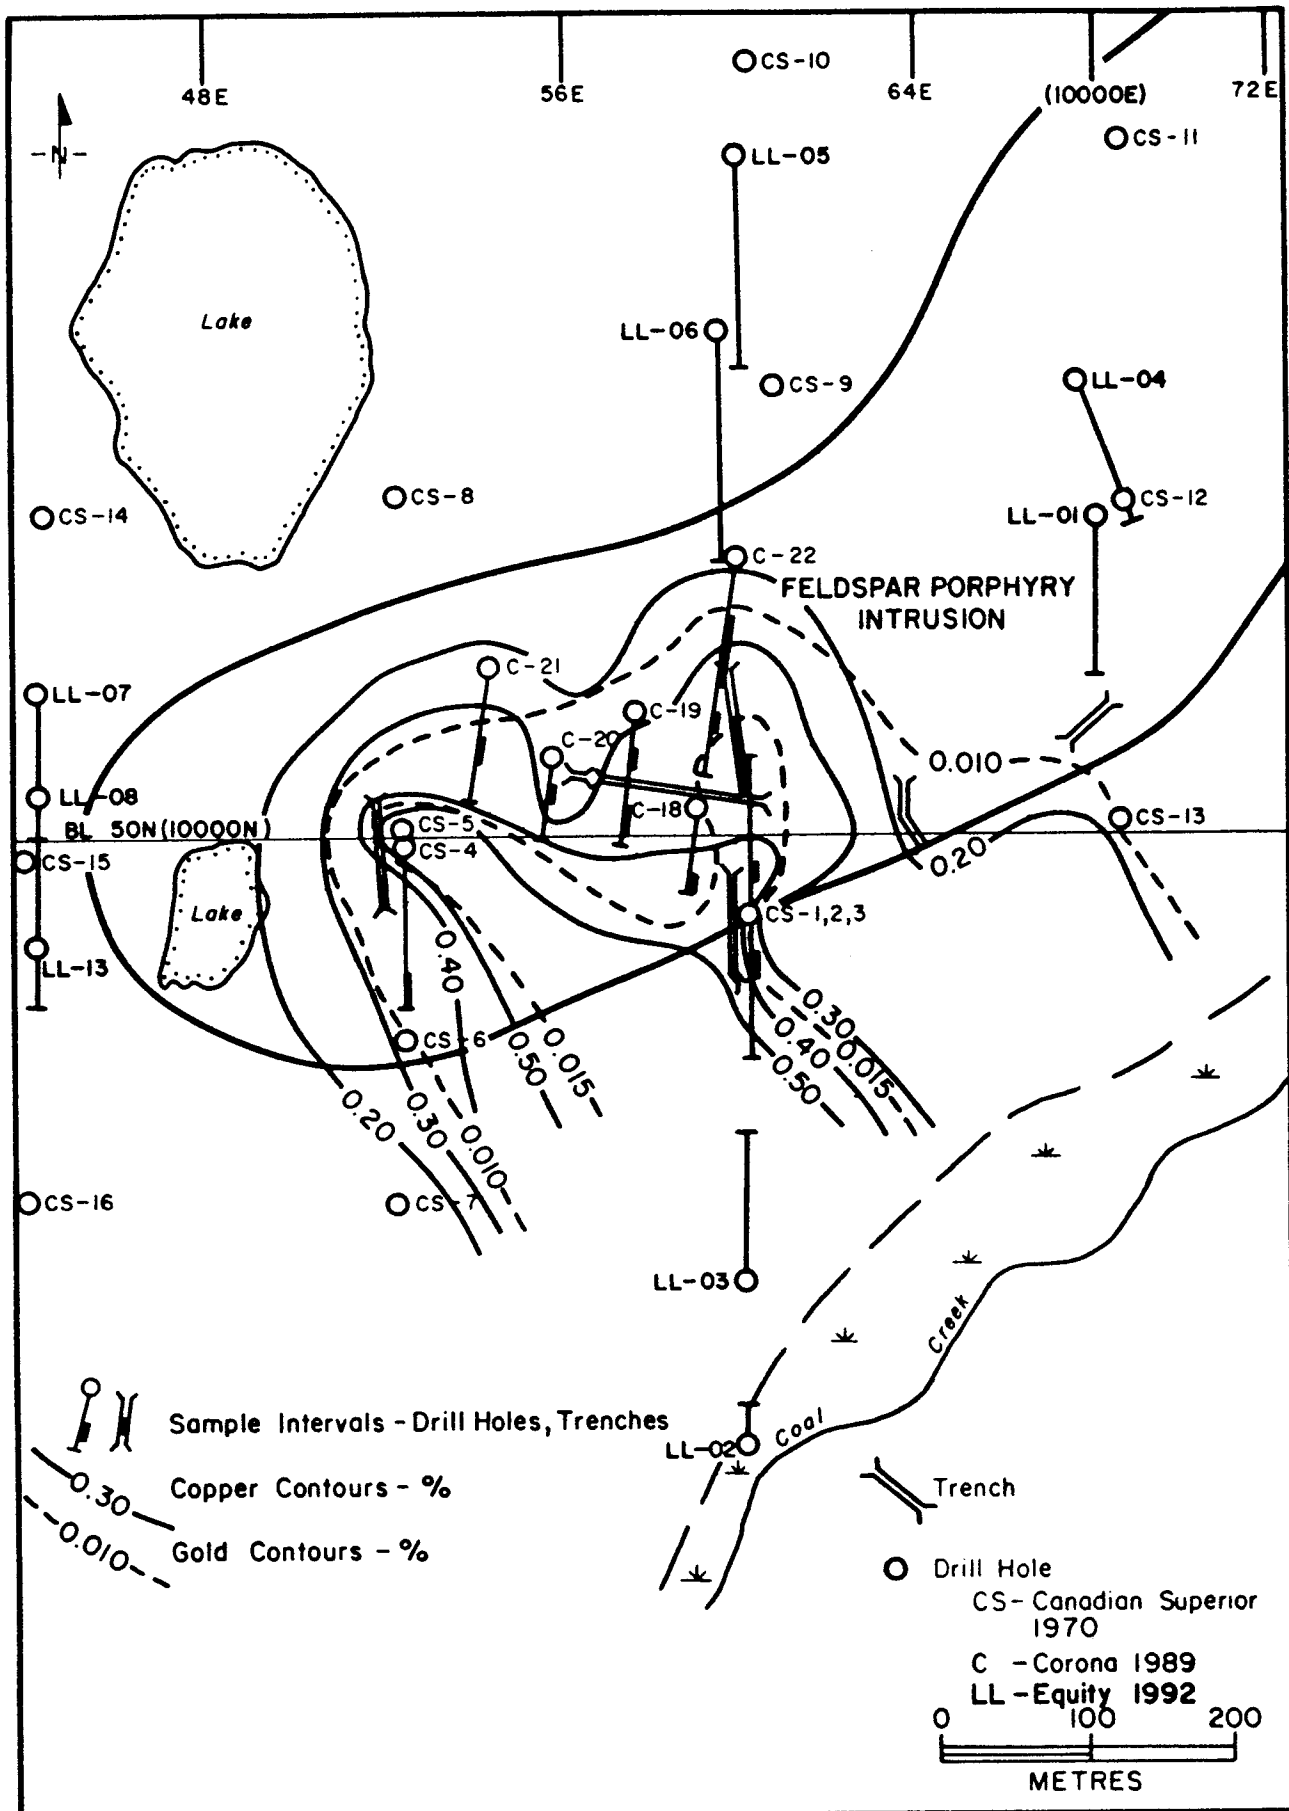 CS-10
48E
56E
64E
(10000E)
72E
-N-
CS-11
LL-05
Lake
LL-06
CS-9
LL-04
CS-8
CS-14
CS-12
LL-01
C-22
FELDSPAR PORPHYRY
INTRUSION
C-21
LL-07
C-19
C-20
0.010
LL-08
C-18
CS-13
BL 50N(10000N)
CS-5
CS-4
CS-15
0.20
Lake
CS-1,2,3
LL-13
0.40
0.30
CS-6
0.40
0.015
0.50
0.015
0.50
0.20
0.30
0.010
CS-16
CS-7
LL-03
Creek
Coal
LL-02
Sample Intervals - Drill Holes, Trenches
0.30
Copper Contours - %
Trench
0.010
Gold Contours - %
Drill Hole
CS- Canadian Superior
1970
C - Corona 1989
LL - Equity 1992
0 100 200
METRES